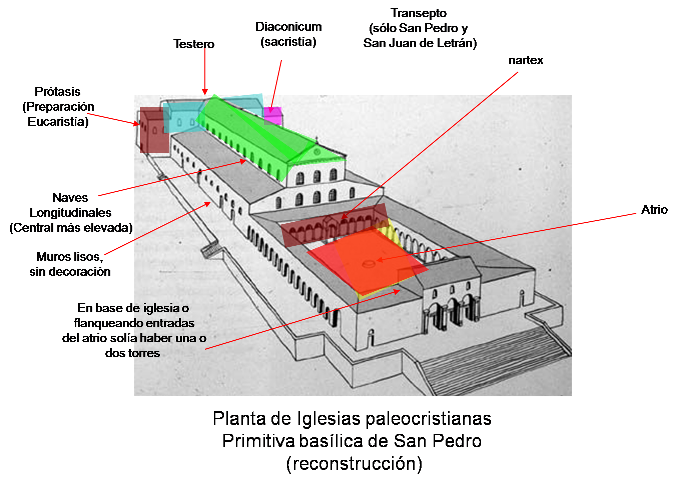 Transepto
(sólo San Pedro y
San Juan de Letrán)
Diaconicum
(sacristía)
Testero
nartex
Prótasis
(Preparación
Eucaristía)
Naves
Longitudinales
(Central más elevada)
Atrio
Muros lisos,
sin decoración
En base de iglesia o
flanqueando entradas
del atrio solía haber una o
dos torres
Planta de Iglesias paleocristianas
Primitiva basílica de San Pedro
(reconstrucción)